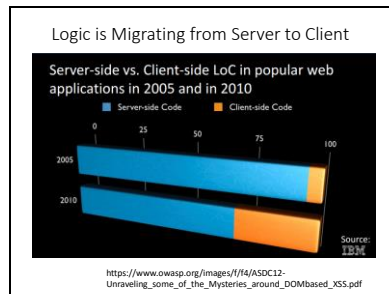 Logic is Migrating from Server to Client
Server-side vs. Client-side LoC in popular web
applications in 2005 and in 2010
Server-side Code Client-side Code
0 25 50 75 100
2005
2010
Source:
IBM
https://www.owasp.org/images/f/f4/ASDC12-
Unraveling_some_of_the_Mysteries_around_DOMbased_XSS.pdf